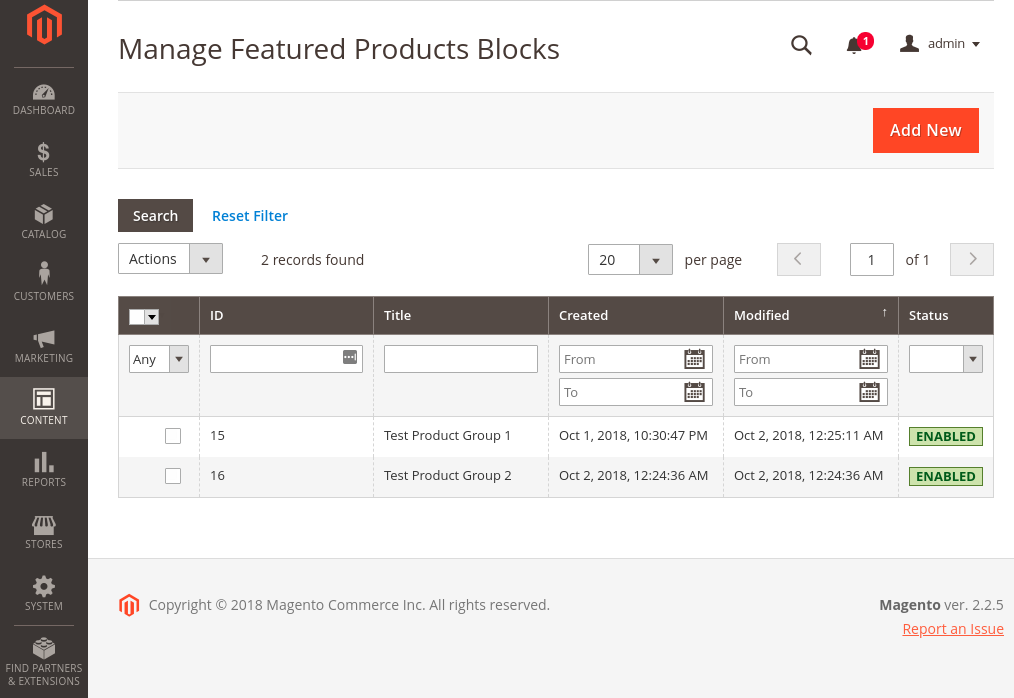 Manage Featured Products Blocks
1
admin
DASHBOARD
SALES
CATALOG
CUSTOMERS
MARKETING
CONTENT
REPORTS
STORES
SYSTEM
FIND PARTNERS
& EXTENSIONS
Add New
Search Reset Filter
Actions 2 records found 20 per page 1 of 1
ID Title Created Modified ↑ Status
Any From From
To To
15 Test Product Group 1 Oct 1, 2018, 10:30:47 PM Oct 2, 2018, 12:25:11 AM ENABLED
16 Test Product Group 2 Oct 2, 2018, 12:24:36 AM Oct 2, 2018, 12:24:36 AM ENABLED
Copyright © 2018 Magento Commerce Inc. All rights reserved. Magento ver. 2.2.5
Report an Issue